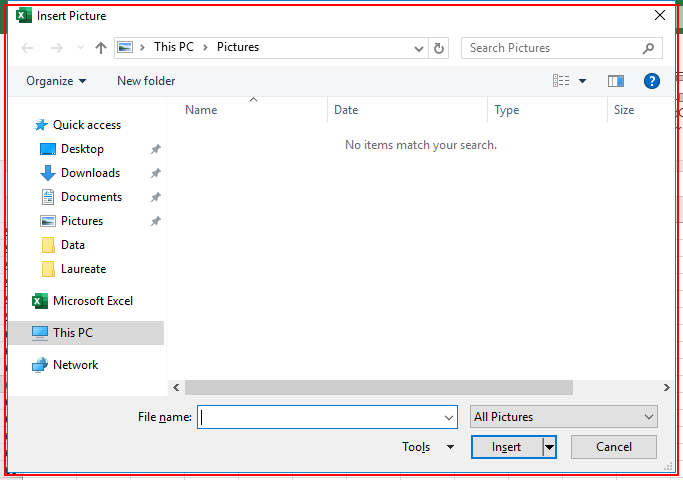 Insert Picture
This PC > Pictures
Search Pictures
Organize
New folder
?
Name Date Type Size
No items match your search.
Quick access
Desktop
Downloads
Documents
Pictures
Data
Laureate
Microsoft Excel
This PC
Network
File name:
All Pictures
Tools
Insert
Cancel